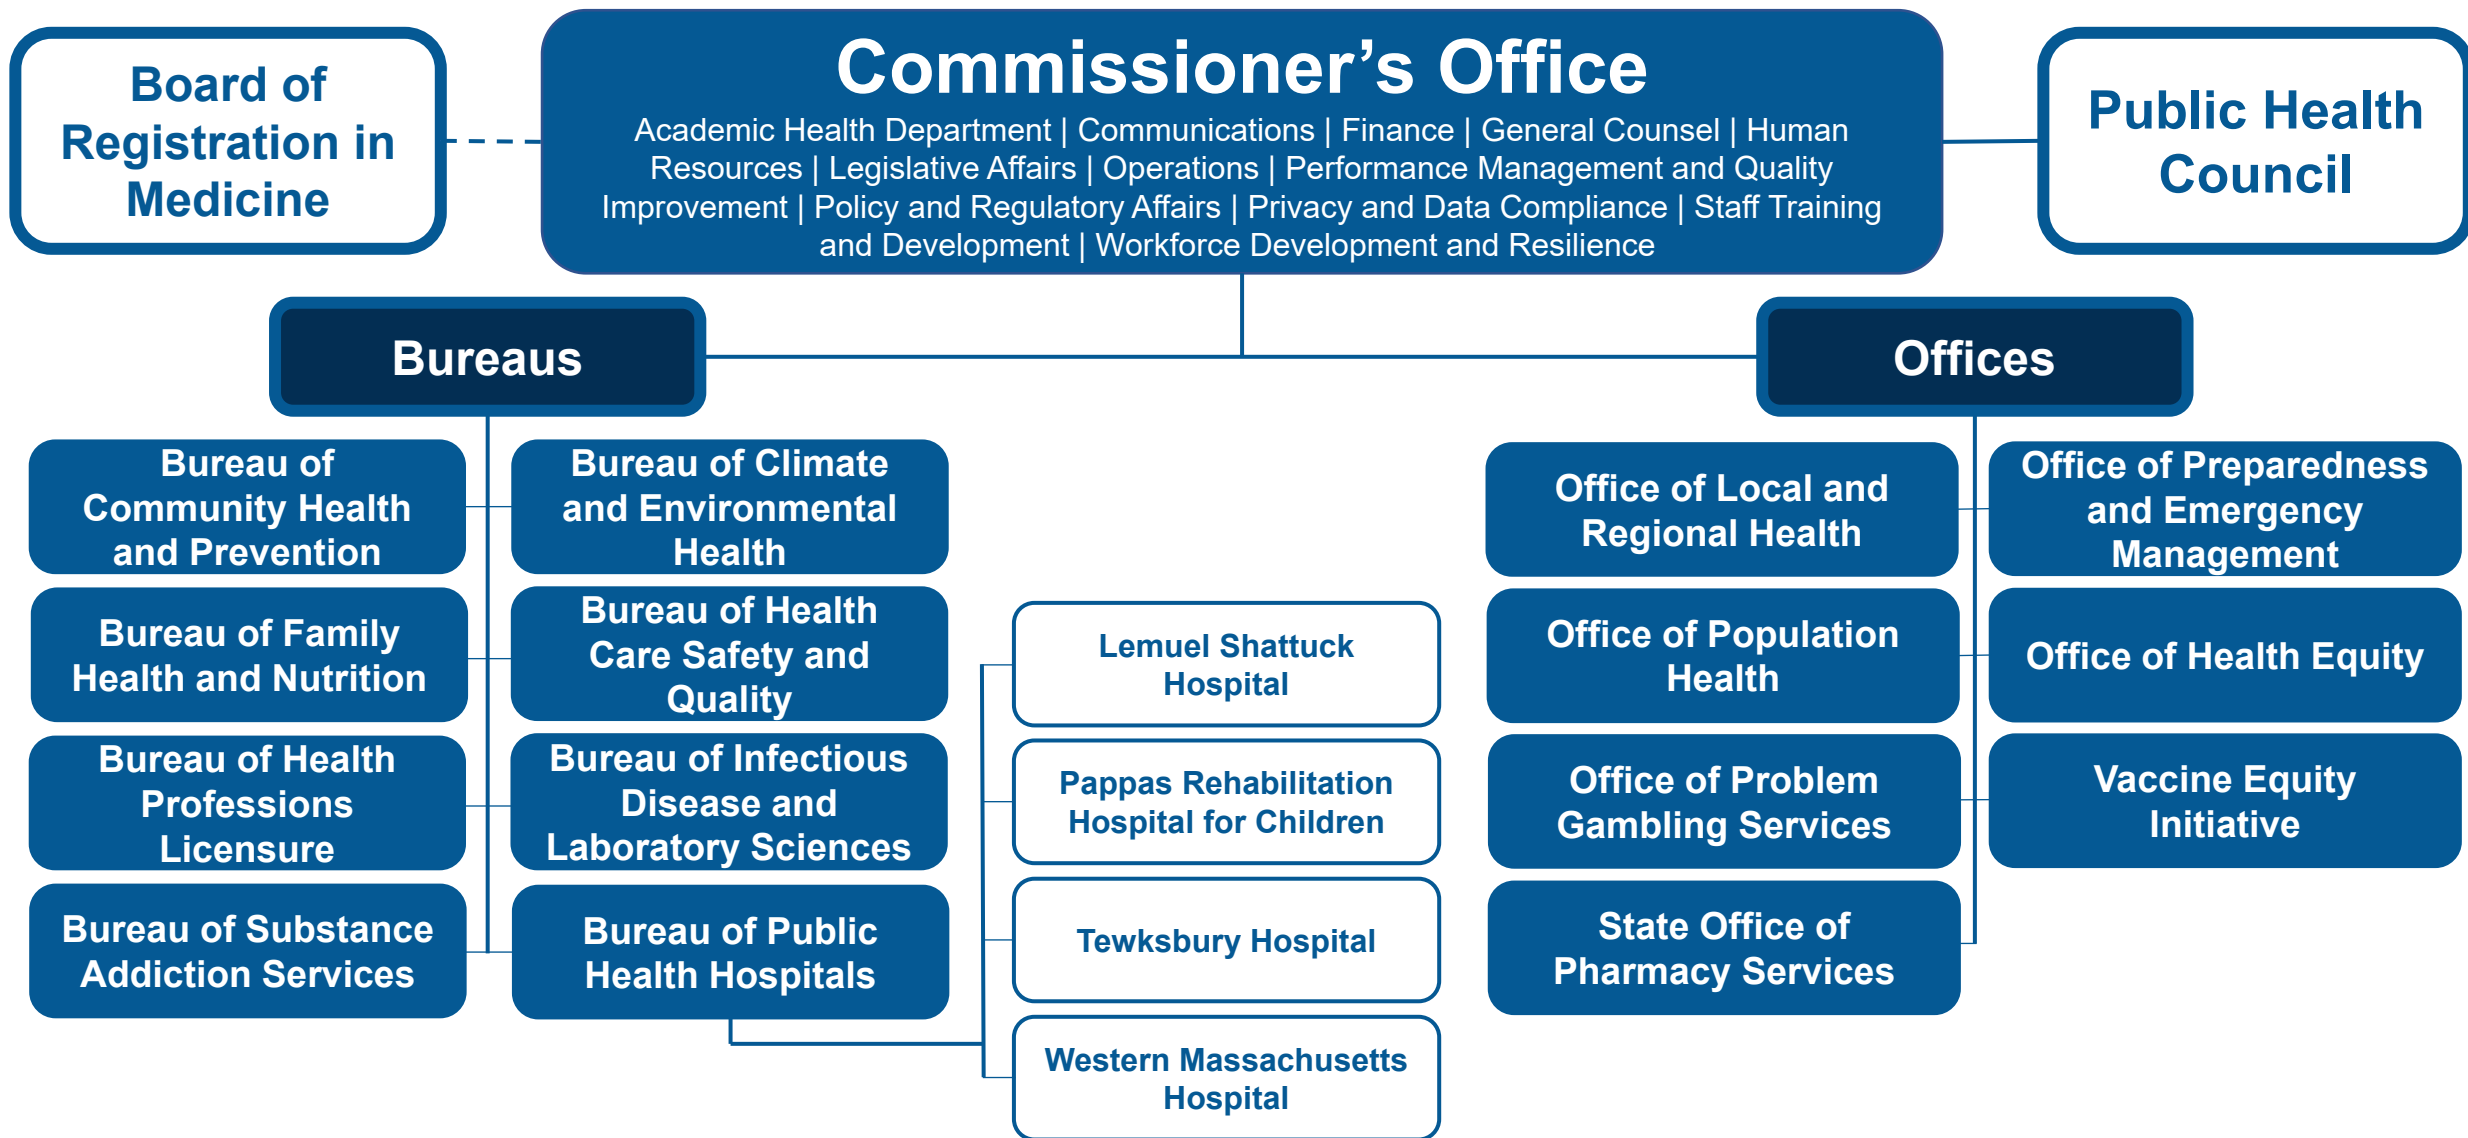 Board of
Registration in
Medicine
Commissioner’s Office
Academic Health Department | Communications | Finance | General Counsel | Human
Resources | Legislative Affairs | Operations | Performance Management and Quality
Improvement | Policy and Regulatory Affairs | Privacy and Data Compliance | Staff Training
and Development | Workforce Development and Resilience
Public Health
Council
Bureaus
Offices
Bureau of
Community Health
and Prevention
Bureau of Climate
and Environmental
Health
Bureau of Family
Health and Nutrition
Bureau of Health
Care Safety and
Quality
Bureau of Health
Professions
Licensure
Bureau of Infectious
Disease and
Laboratory Sciences
Bureau of Substance
Addiction Services
Bureau of Public
Health Hospitals
Lemuel Shattuck
Hospital
Pappas Rehabilitation
Hospital for Children
Tewksbury Hospital
Western Massachusetts
Hospital
Office of Local and
Regional Health
Office of Preparedness
and Emergency
Management
Office of Population
Health
Office of Health Equity
Office of Problem
Gambling Services
Vaccine Equity
Initiative
State Office of
Pharmacy Services